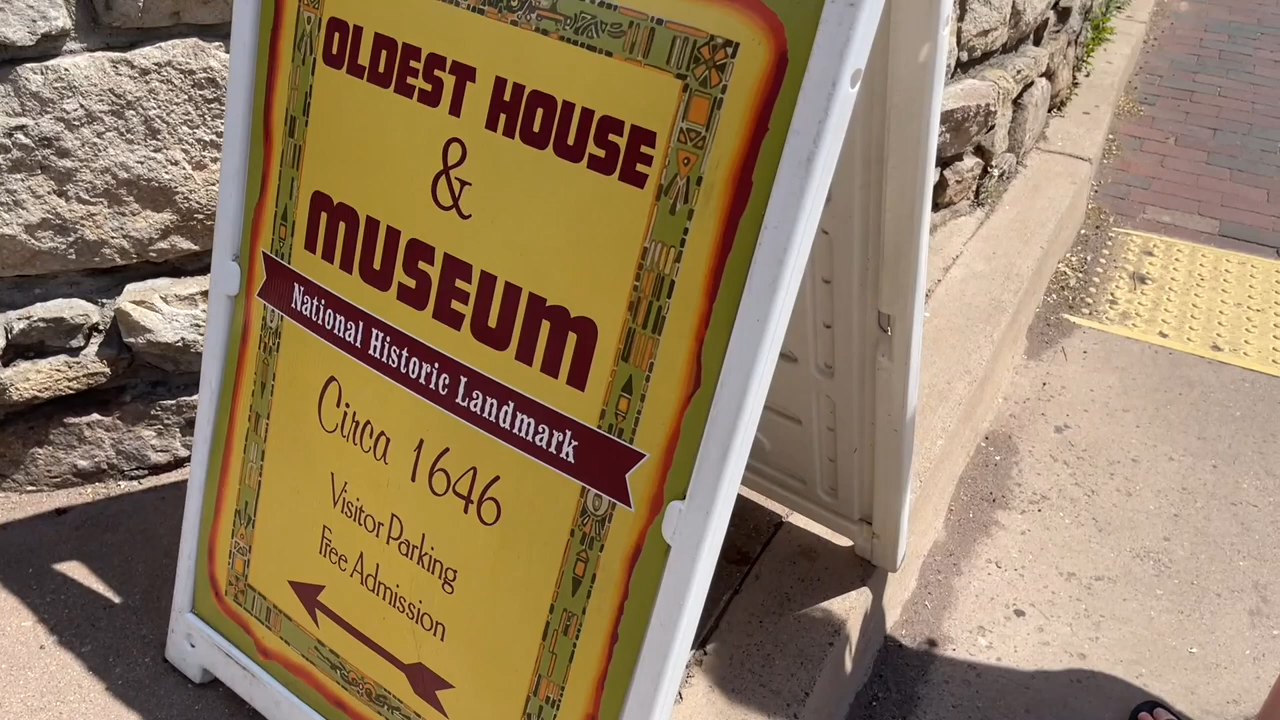 OLDEST HOUSE
&
MUSEUM
National Historic Landmark
Circa 1646
Visitor Parking
Free Admission